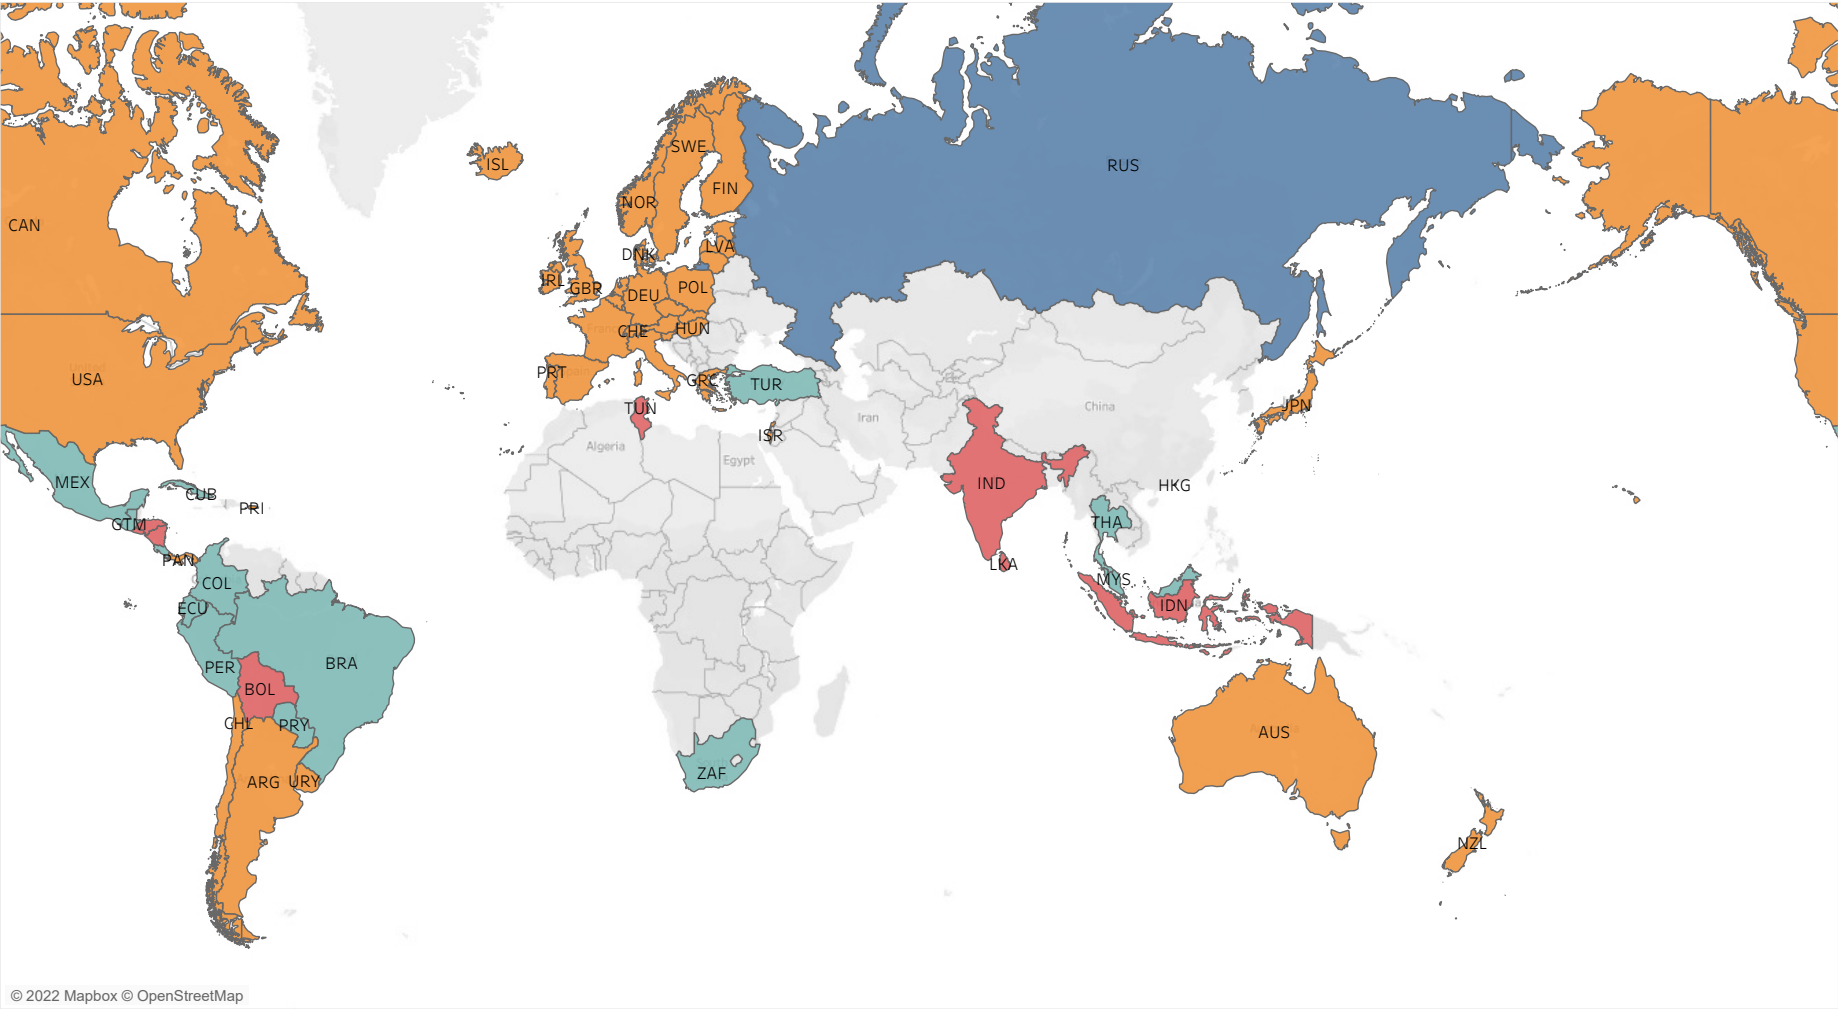 SWE
ISL
RUS
FIN
NOR
CAN
LVA
DNK
IRL
GBR
DEU
POL
France
CHE
HUN
USA
PRT
GRC
TUR
TUN
JPN
China
Iran
ISR
Algeria
Egypt
MEX
IND
HKG
CUB
PRI
GTM
THA
PAN
LKA
COL
MYS
ECU
IDN
PER
BRA
BOL
CHL
PRY
AUS
ZAF
ARG
URY
NZL
© 2022 Mapbox © OpenStreetMap